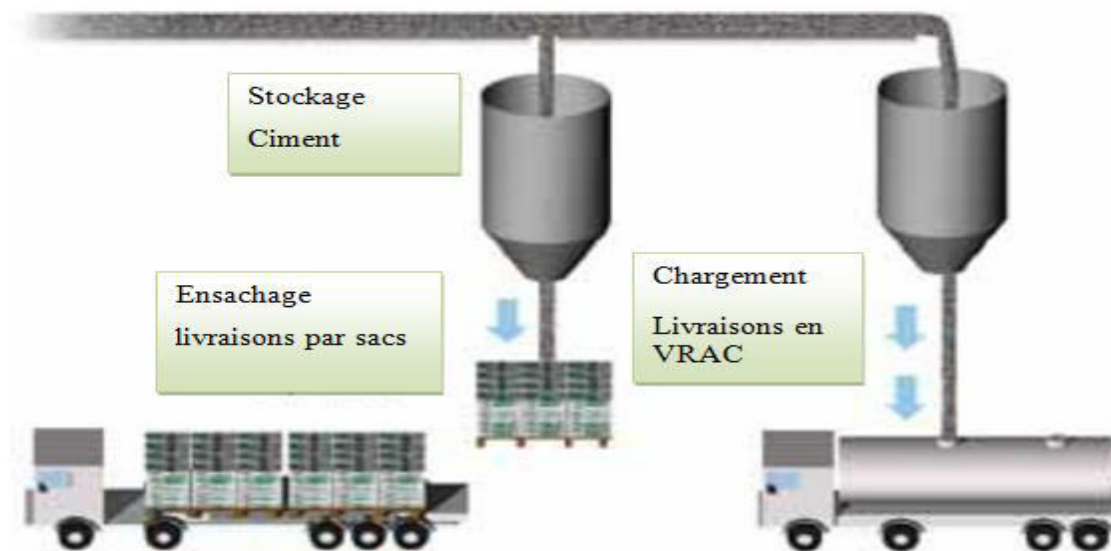 Stockage
Ciment
Ensachage
livraisons par sacs
Chargement
Livraisons en
VRAC